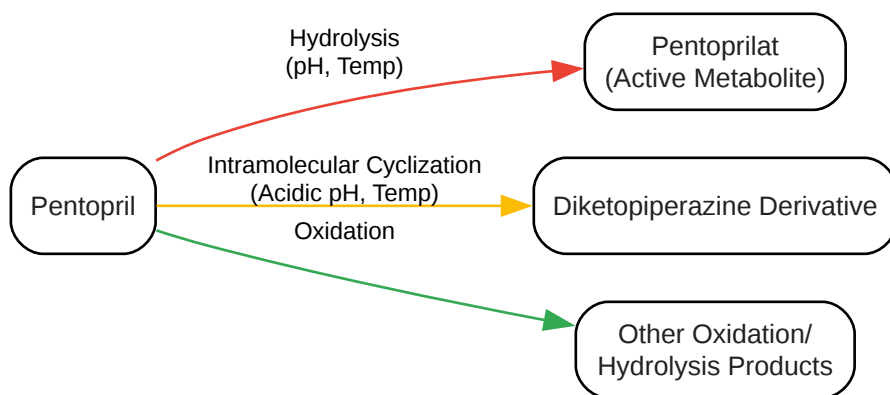 Hydrolysis
(pH, Temp)
Pentoprilat
(Active Metabolite)
Pentopril
Intramolecular Cyclization
(Acidic pH, Temp)
Diketopiperazine Derivative
Oxidation
Other Oxidation/
Hydrolysis Products